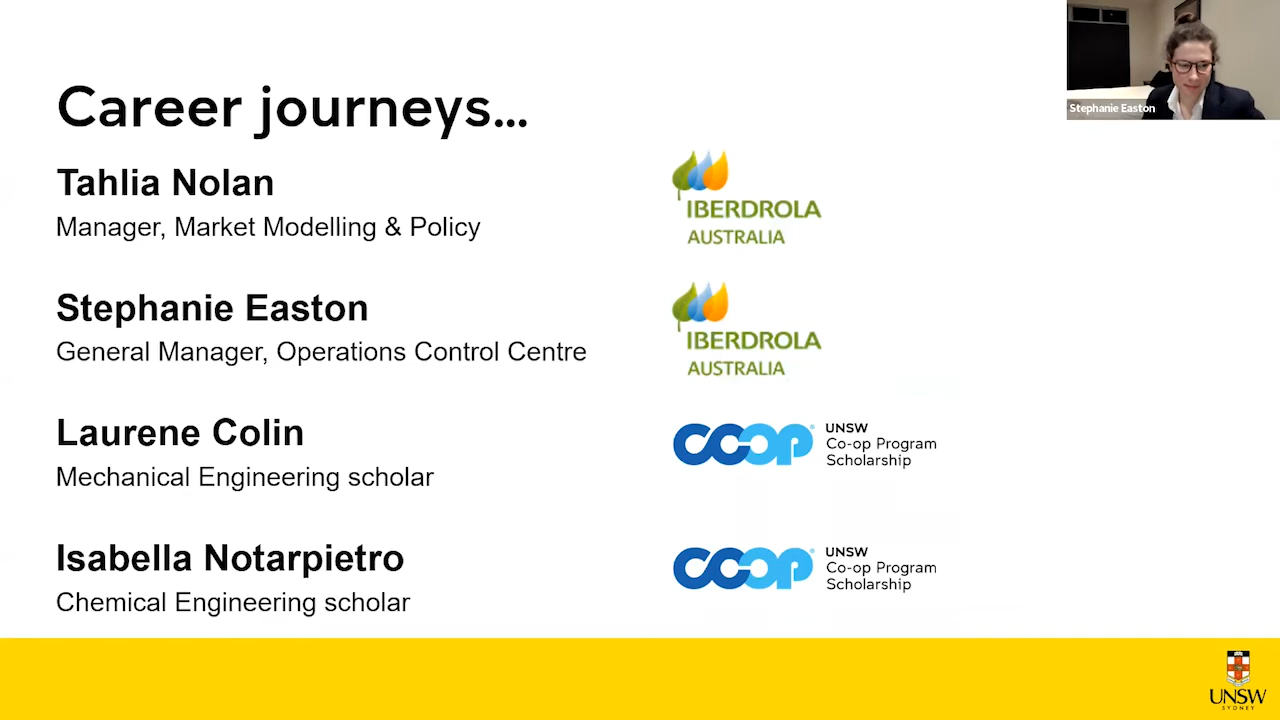 Career journeys...
Stephanie Easton
Tahlia Nolan
Manager, Market Modelling & Policy
IBERDROLA
AUSTRALIA
Stephanie Easton
General Manager, Operations Control Centre
IBERDROLA
AUSTRALIA
Laurene Colin
Mechanical Engineering scholar
COOP
UNSW
Co-op Program
Scholarship
Isabella Notarpietro
Chemical Engineering scholar
COOP
UNSW
Co-op Program
Scholarship
UNSW
SYDNEY